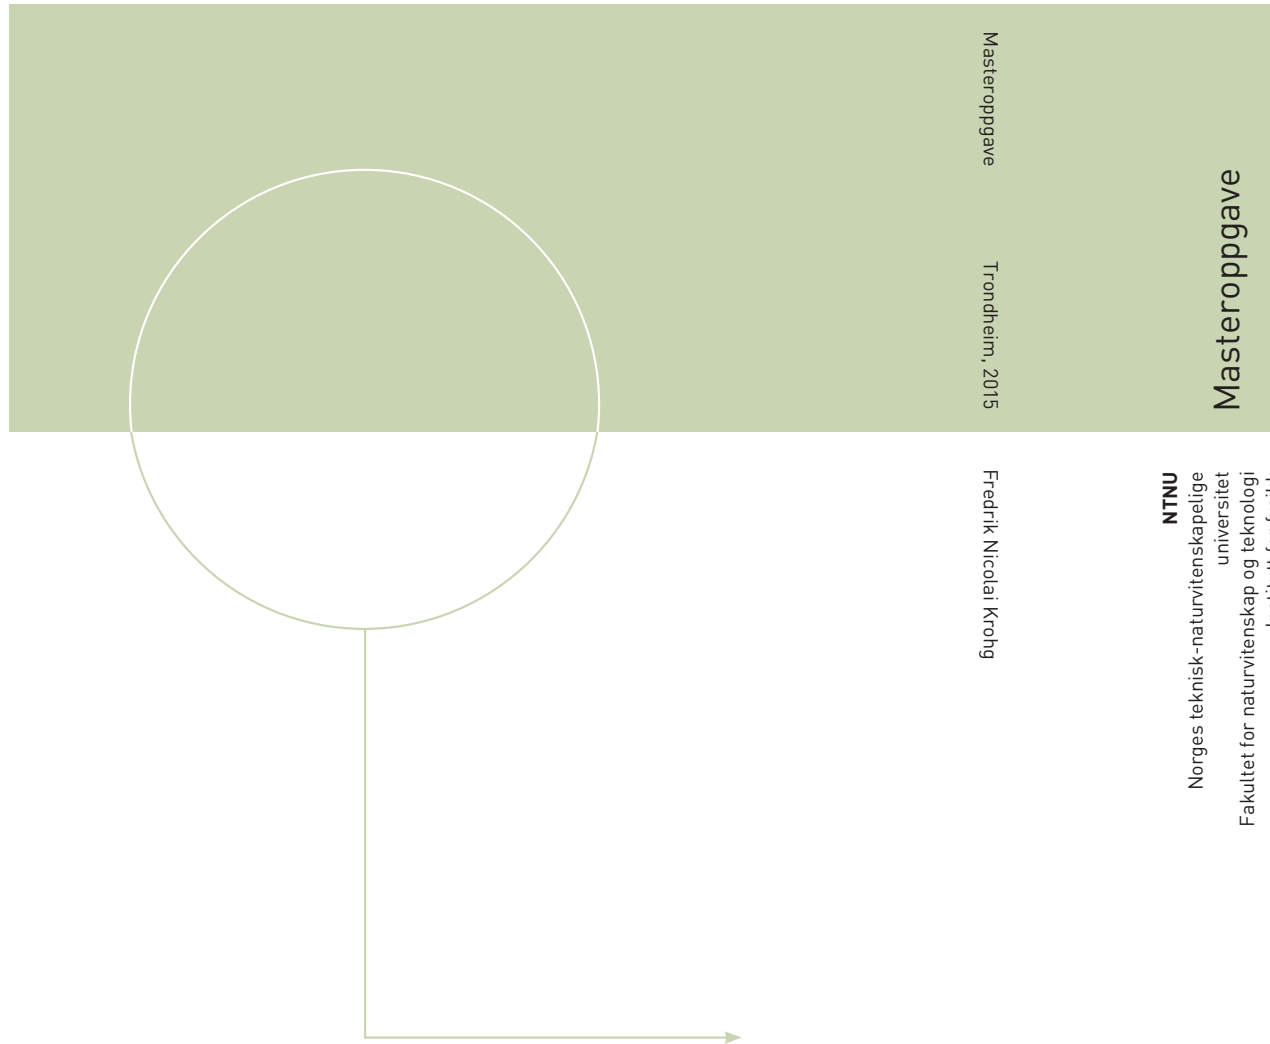 Masteroppgave
Trondheim, 2015
Fredrik Nicolai Krohg
Masteroppgave
NTNU
Norges teknisk-naturvitenskapelige
universitet
Fakultet for naturvitenskap og teknologi